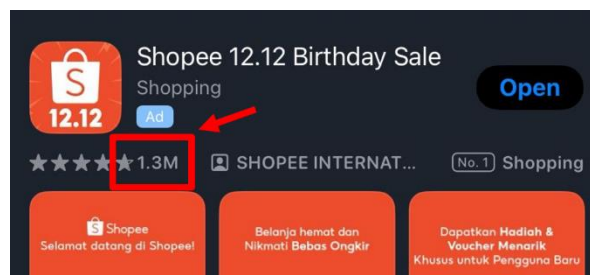 Shopee 12.12 Birthday Sale
Shopping
Open
S
12.12
Ad
1.3M
SHOPEE INTERNAT...
No. 1 Shopping
S Shopee
Selamat datang di Shopee!
Belanja hemat dan
Nikmati Bebas Ongkir
Dapatkan Hadiah &
Voucher Menarik
Khusus untuk Pengguna Baru